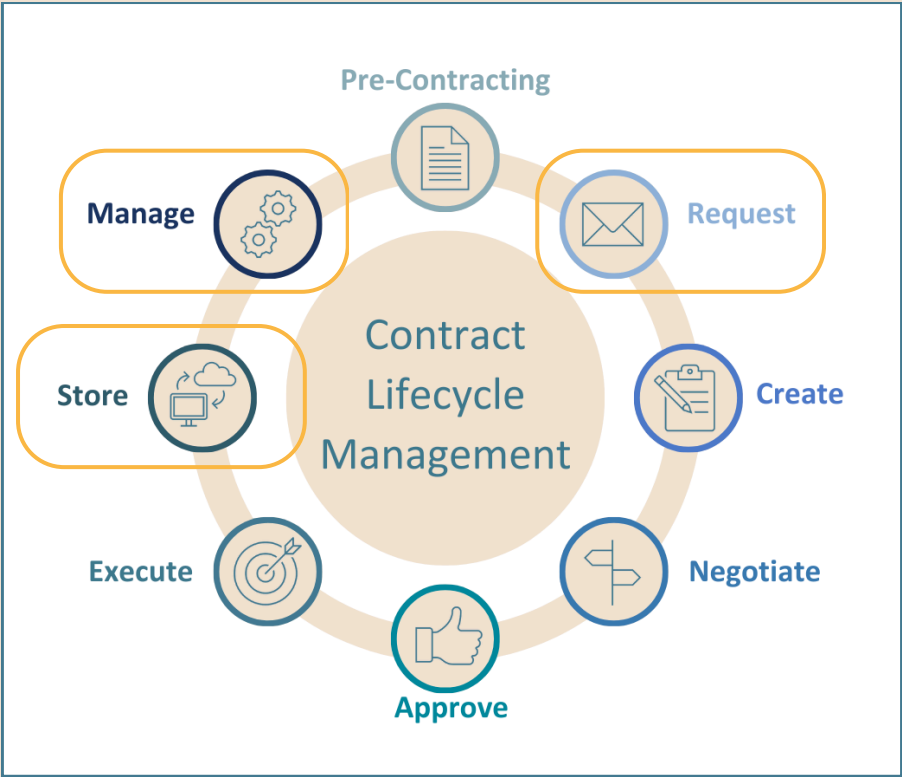 Pre-Contracting
Manage
Request
Contract
Lifecycle
Management
Store
Create
Execute
Negotiate
Approve